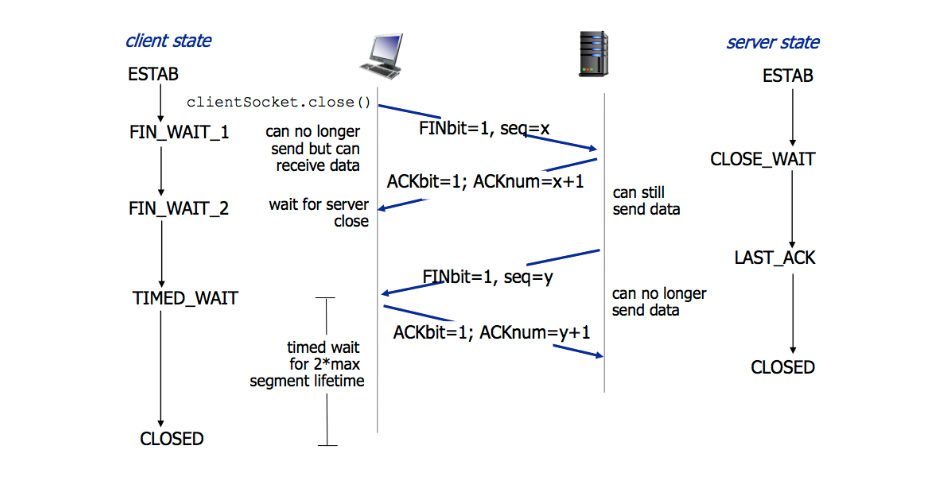 client state
server state
ESTAB
ESTAB
clientSocket.close()
FINbit=1, seq=x
FIN_WAIT_1
can no longer
send but can
receive data
CLOSE_WAIT
ACKbit=1; ACKnum=x+1
can still
send data
FIN_WAIT_2
wait for server
close
LAST_ACK
FINbit=1, seq=y
TIMED_WAIT
can no longer
send data
ACKbit=1; ACKnum=y+1
timed wait
for 2*max
segment lifetime
CLOSED
CLOSED